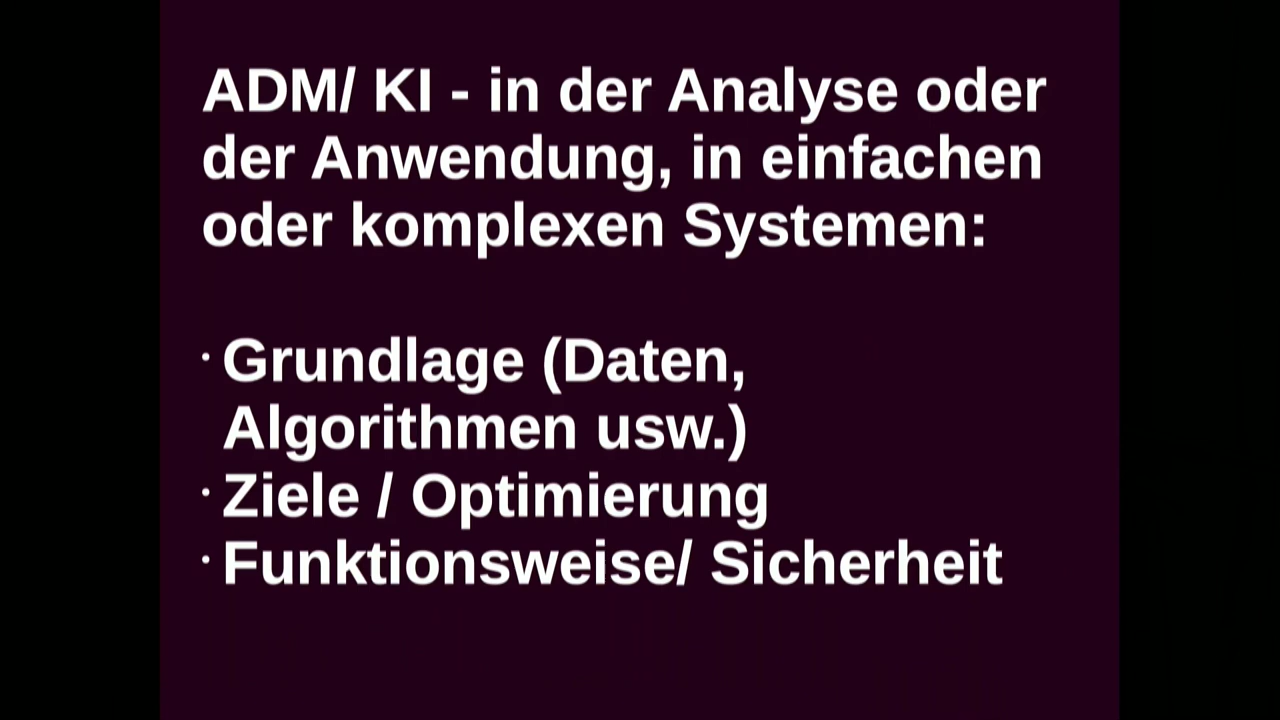 ADM/ KI - in der Analyse oder
der Anwendung, in einfachen
oder komplexen Systemen:
· Grundlage (Daten,
Algorithmen usw.)
· Ziele / Optimierung
· Funktionsweise/ Sicherheit